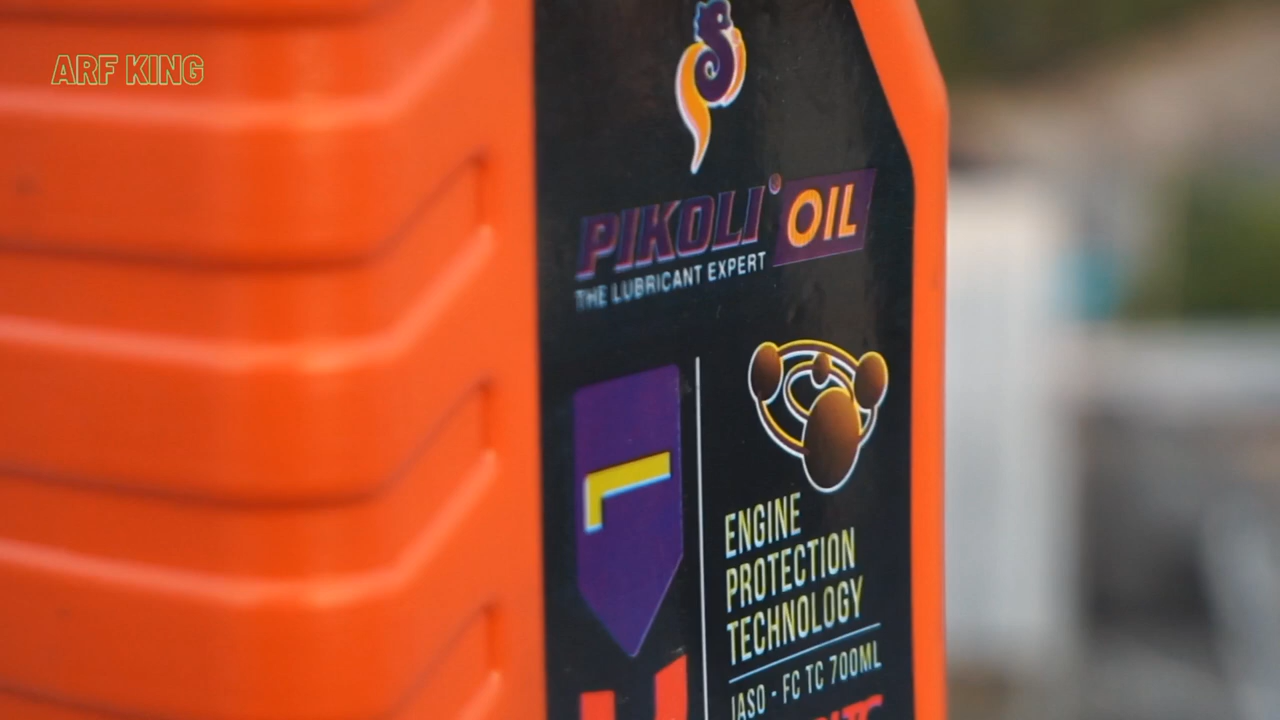 ARF KING
PIKOLI® OIL
THE LUBRICANT EXPERT
ENGINE
PROTECTION
TECHNOLOGY
JASO - FC TC 700ML